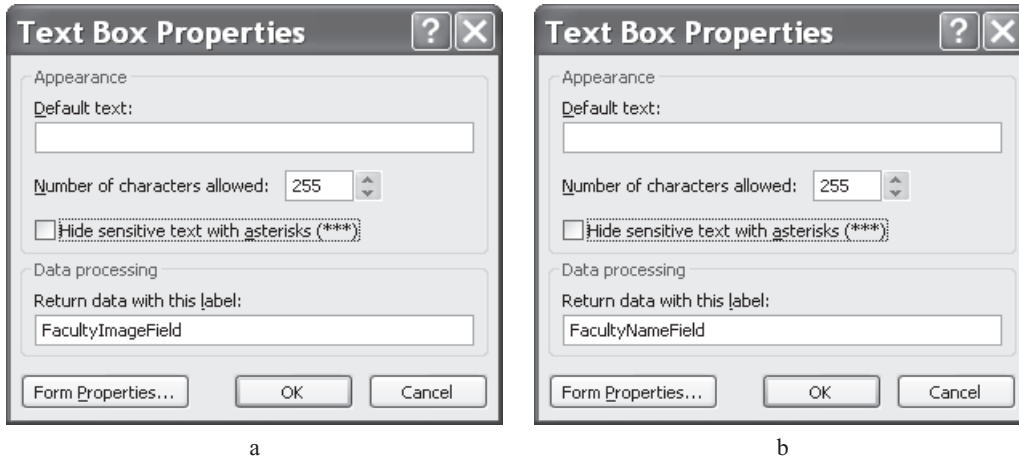 Text Box Properties
Appearance
Default text:
Number of characters allowed: 255
Hide sensitive text with asterisks (***)
Data processing
Return data with this label:
FacultyImageField
Form Properties... OK Cancel
a
Text Box Properties
Appearance
Default text:
Number of characters allowed: 255
Hide sensitive text with asterisks (***)
Data processing
Return data with this label:
FacultyNameField
Form Properties... OK Cancel
b